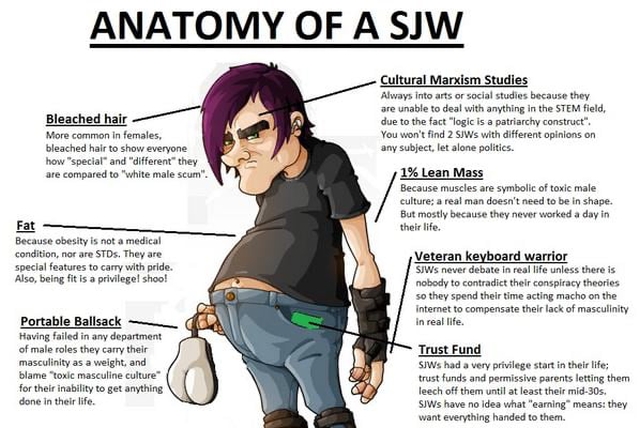 ANATOMY OF A SJW
Bleached hair
More common in females,
bleached hair to show everyone
how "special" and "different" they
are compared to "white male scum".
Cultural Marxism Studies
Always into arts or social studies because they
are unable to deal with anything in the STEM field,
due to the fact "logic is a patriarchy construct".
You won't find 2 SJWs with different opinions on
any subject, let alone politics.
1% Lean Mass
Because muscles are symbolic of toxic male
culture; a real man doesn't need to be in shape.
But mostly because they never worked a day in
their life.
Fat
Because obesity is not a medical
condition, nor are STDs. They are
special features to carry with pride.
Also, being fit is a privilege! shoo!
Veteran keyboard warrior
SJWs never debate in real life unless there is
nobody to contradict their conspiracy theories
so they spend their time acting macho on the
internet to compensate their lack of masculinity
in real life.
Portable Ballsack
Having failed in any department
of male roles they carry their
masculinity as a weight, and
blame "toxic masculine culture"
for their inability to get anything
done in their life.
Trust Fund
SJWs had a very privilege start in their life;
trust funds and permissive parents letting them
leech off them until at least their mid-30s.
SJWs have no idea what "earning" means: they
want everything handed to them.